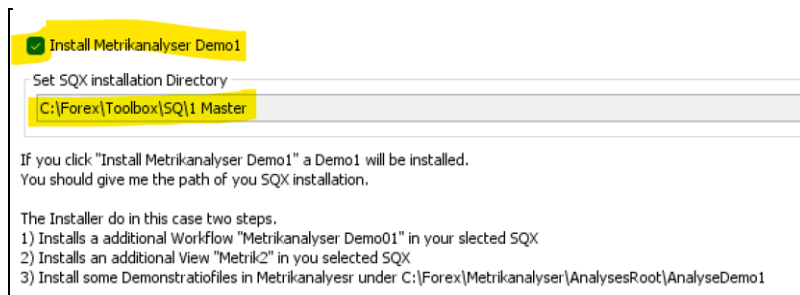 Install Metrikanalyser Demo1
Set SQX installation Directory
C:\Forex\Toolbox\SQ\1 Master
If you click "Install Metrikanalyser Demo1" a Demo1 will be installed.
You should give me the path of you SQX installation.
The Installer do in this case two steps.
1) Installs a additional Workflow "Metrikanalyser Demo01" in your slected SQX
2) Installs an additional View "Metrik2" in you selected SQX
3) Install some Demonstratiofils in Metrikanalyesr under C:\Forex\Metrikanalyser\AnalysesRoot\AnalyseDemo1